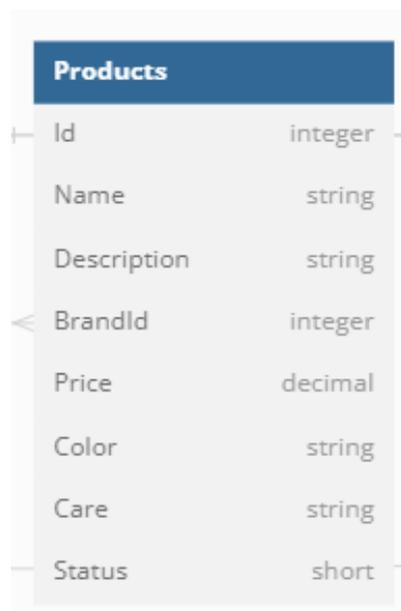 Products
Id integer
Name string
Description string
BrandId integer
Price decimal
Color string
Care string
Status short